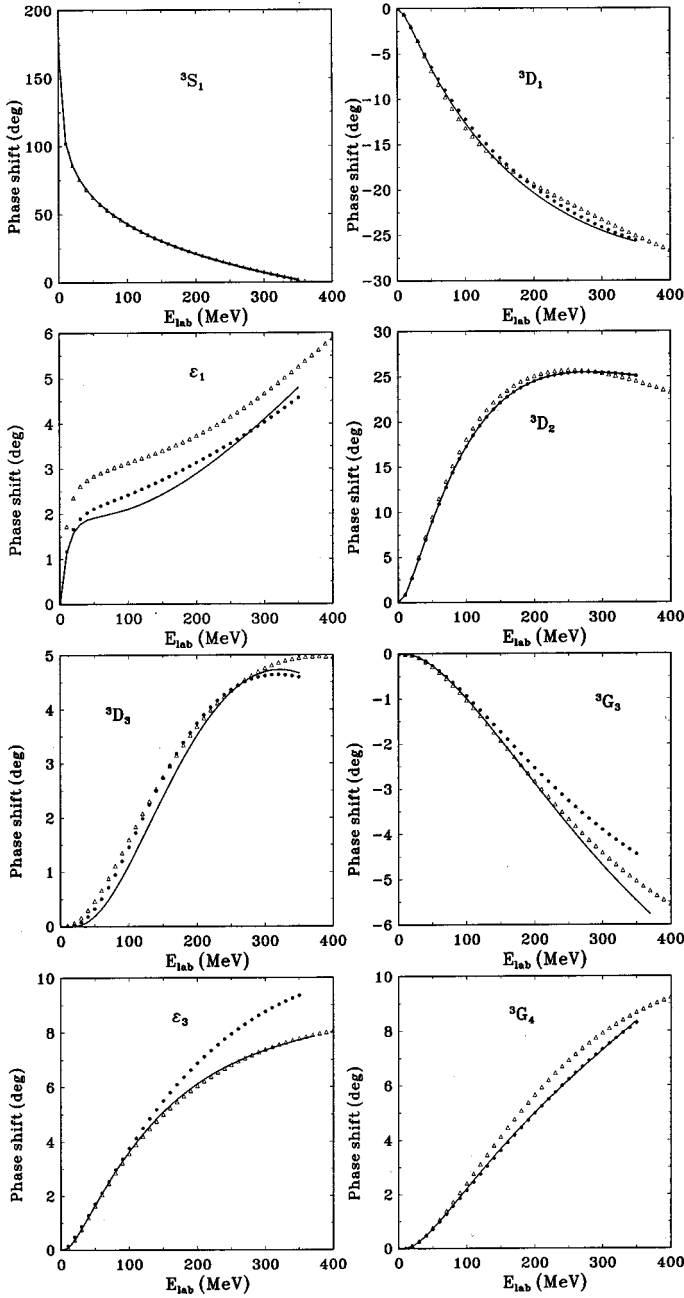 200
150
100
50
0
0 100 200 300 400
Phase shift (deg)
E_lab (MeV)
³S₁
0
−5
−10
−15
−20
−25
−30
0 100 200 300 400
Phase shift (deg)
E_lab (MeV)
³D₁
6
5
4
3
2
1
0
0 100 200 300 400
Phase shift (deg)
E_lab (MeV)
ε₁
30
25
20
15
10
5
0
0 100 200 300 400
Phase shift (deg)
E_lab (MeV)
³D₂
5
4
3
2
1
0
0 100 200 300 400
Phase shift (deg)
E_lab (MeV)
³D₃
0
−1
−2
−3
−4
−5
−6
0 100 200 300 400
Phase shift (deg)
E_lab (MeV)
³G₃
10
8
6
4
2
0
0 100 200 300 400
Phase shift (deg)
E_lab (MeV)
ε₃
10
8
6
4
2
0
0 100 200 300 400
Phase shift (deg)
E_lab (MeV)
³G₄